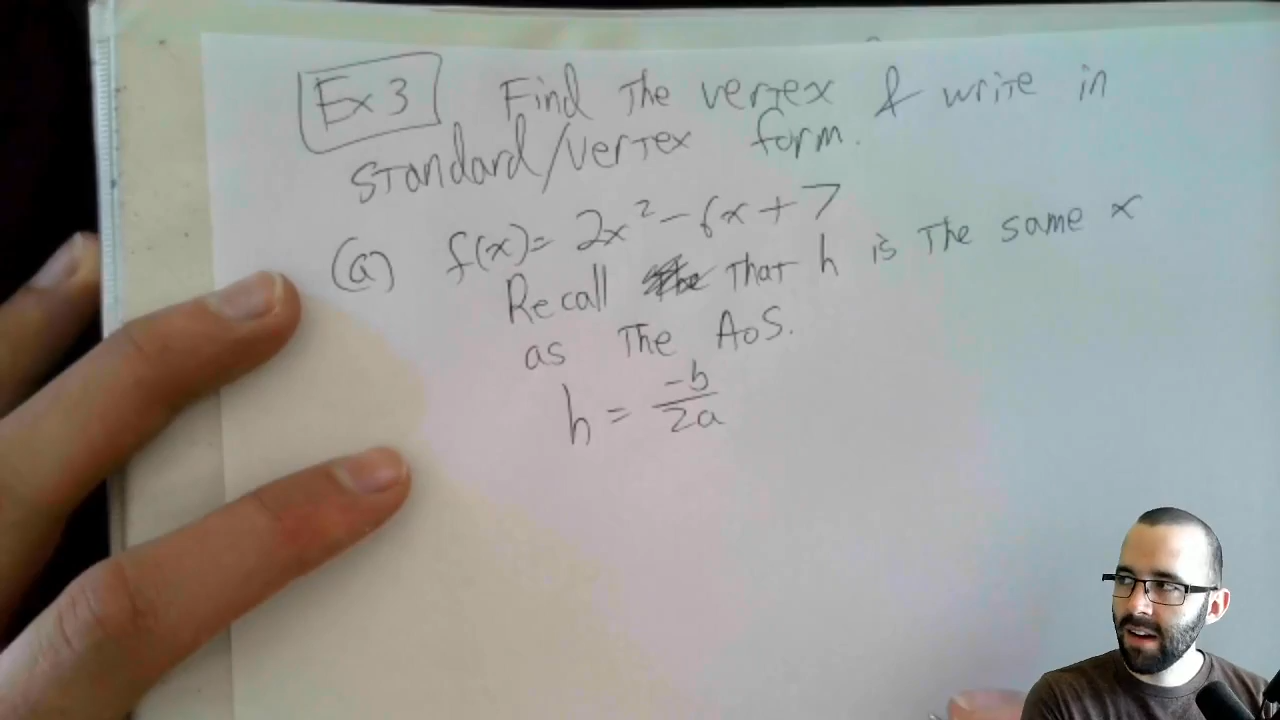 Ex 3 Find the vertex & write in
standard/vertex form.
(a) f(x) = 2x² - 6x + 7
Recall that h is the same x
as the AoS.
h = -b/2a